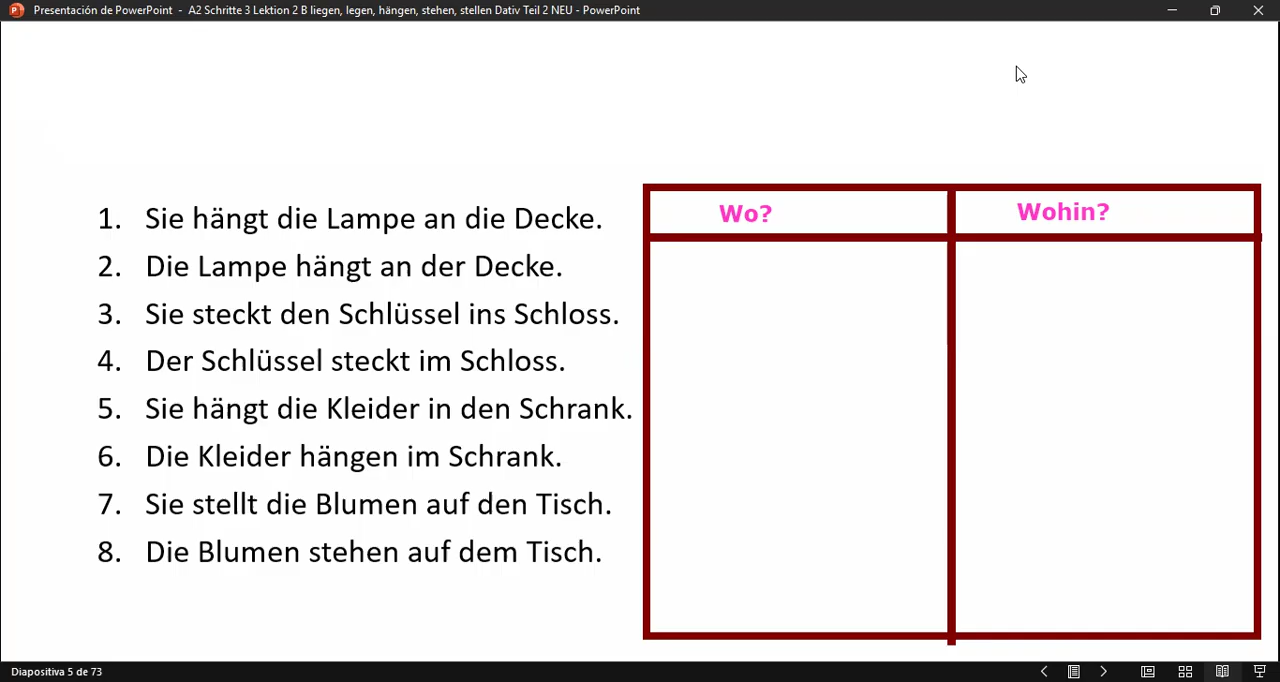 Presentación de PowerPoint - A2 Schritte 3 Lektion 2 B liegen, legen, hängen, stehen, stellen Dativ Teil 2 NEU - PowerPoint
Wo? Wohin?
1. Sie hängt die Lampe an die Decke.
2. Die Lampe hängt an der Decke.
3. Sie steckt den Schlüssel ins Schloss.
4. Der Schlüssel steckt im Schloss.
5. Sie hängt die Kleider in den Schrank.
6. Die Kleider hängen im Schrank.
7. Sie stellt die Blumen auf den Tisch.
8. Die Blumen stehen auf dem Tisch.
Diapositiva 5 de 73